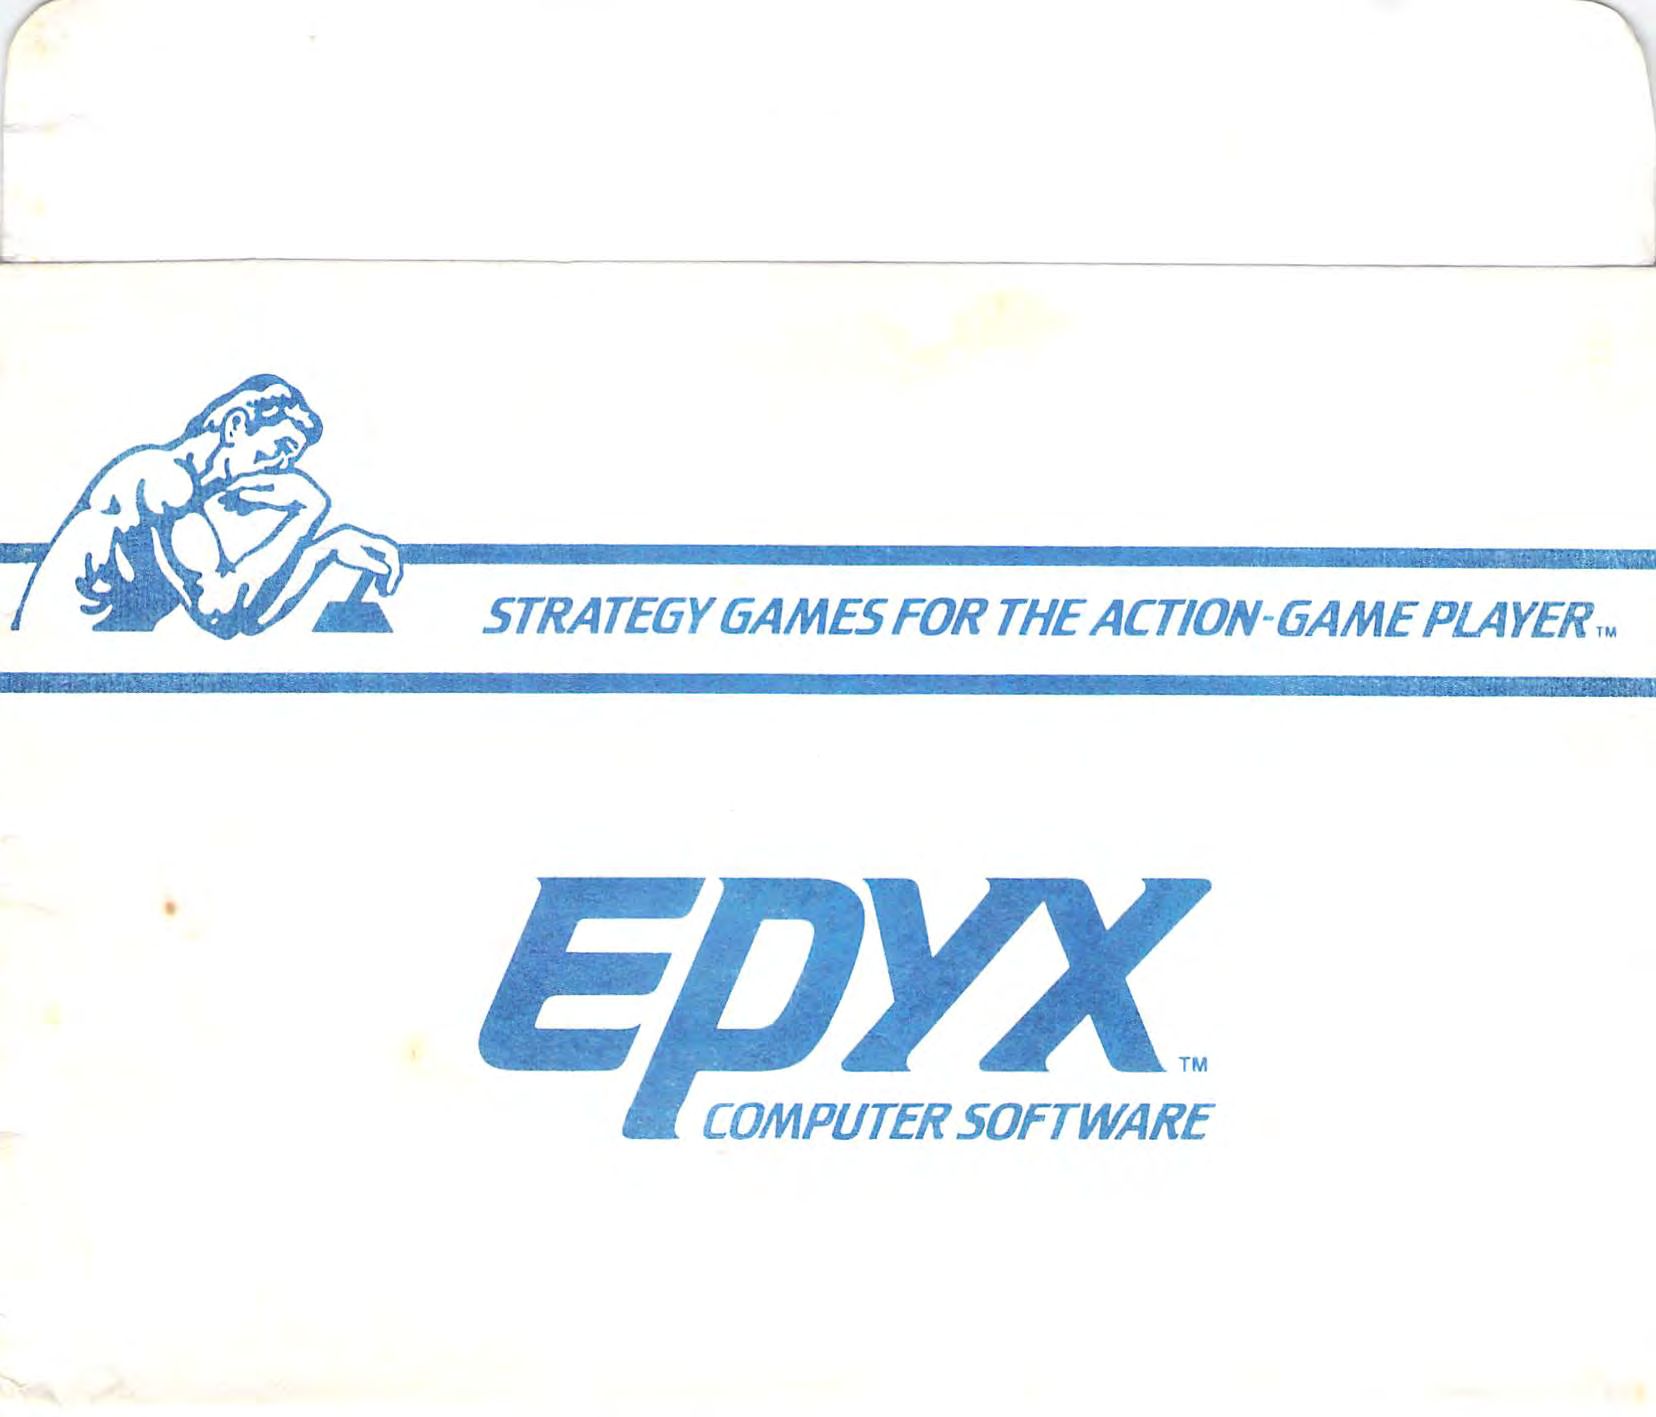 STRATEGY GAMES FOR THE ACTION-GAME PLAYER™
EPYX™
COMPUTER SOFTWARE